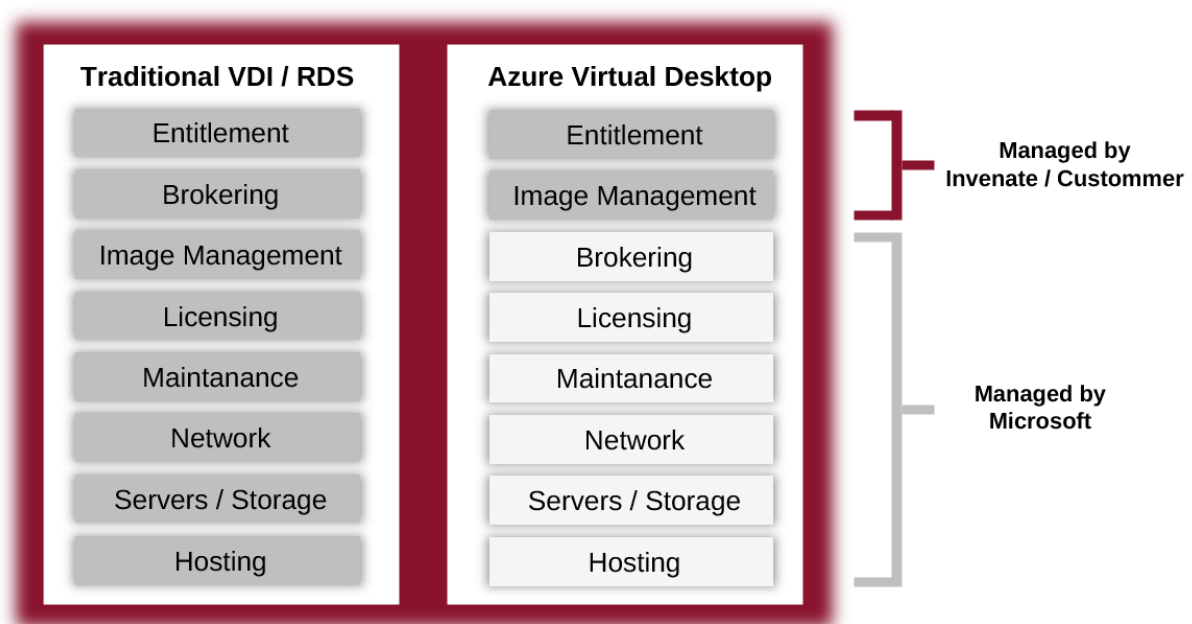 Traditional VDI / RDS
Entitlement
Brokering
Image Management
Licensing
Maintanance
Network
Servers / Storage
Hosting
Azure Virtual Desktop
Entitlement
Image Management
Brokering
Licensing
Maintanance
Network
Servers / Storage
Hosting
Managed by
Invenate / Custommer
Managed by
Microsoft